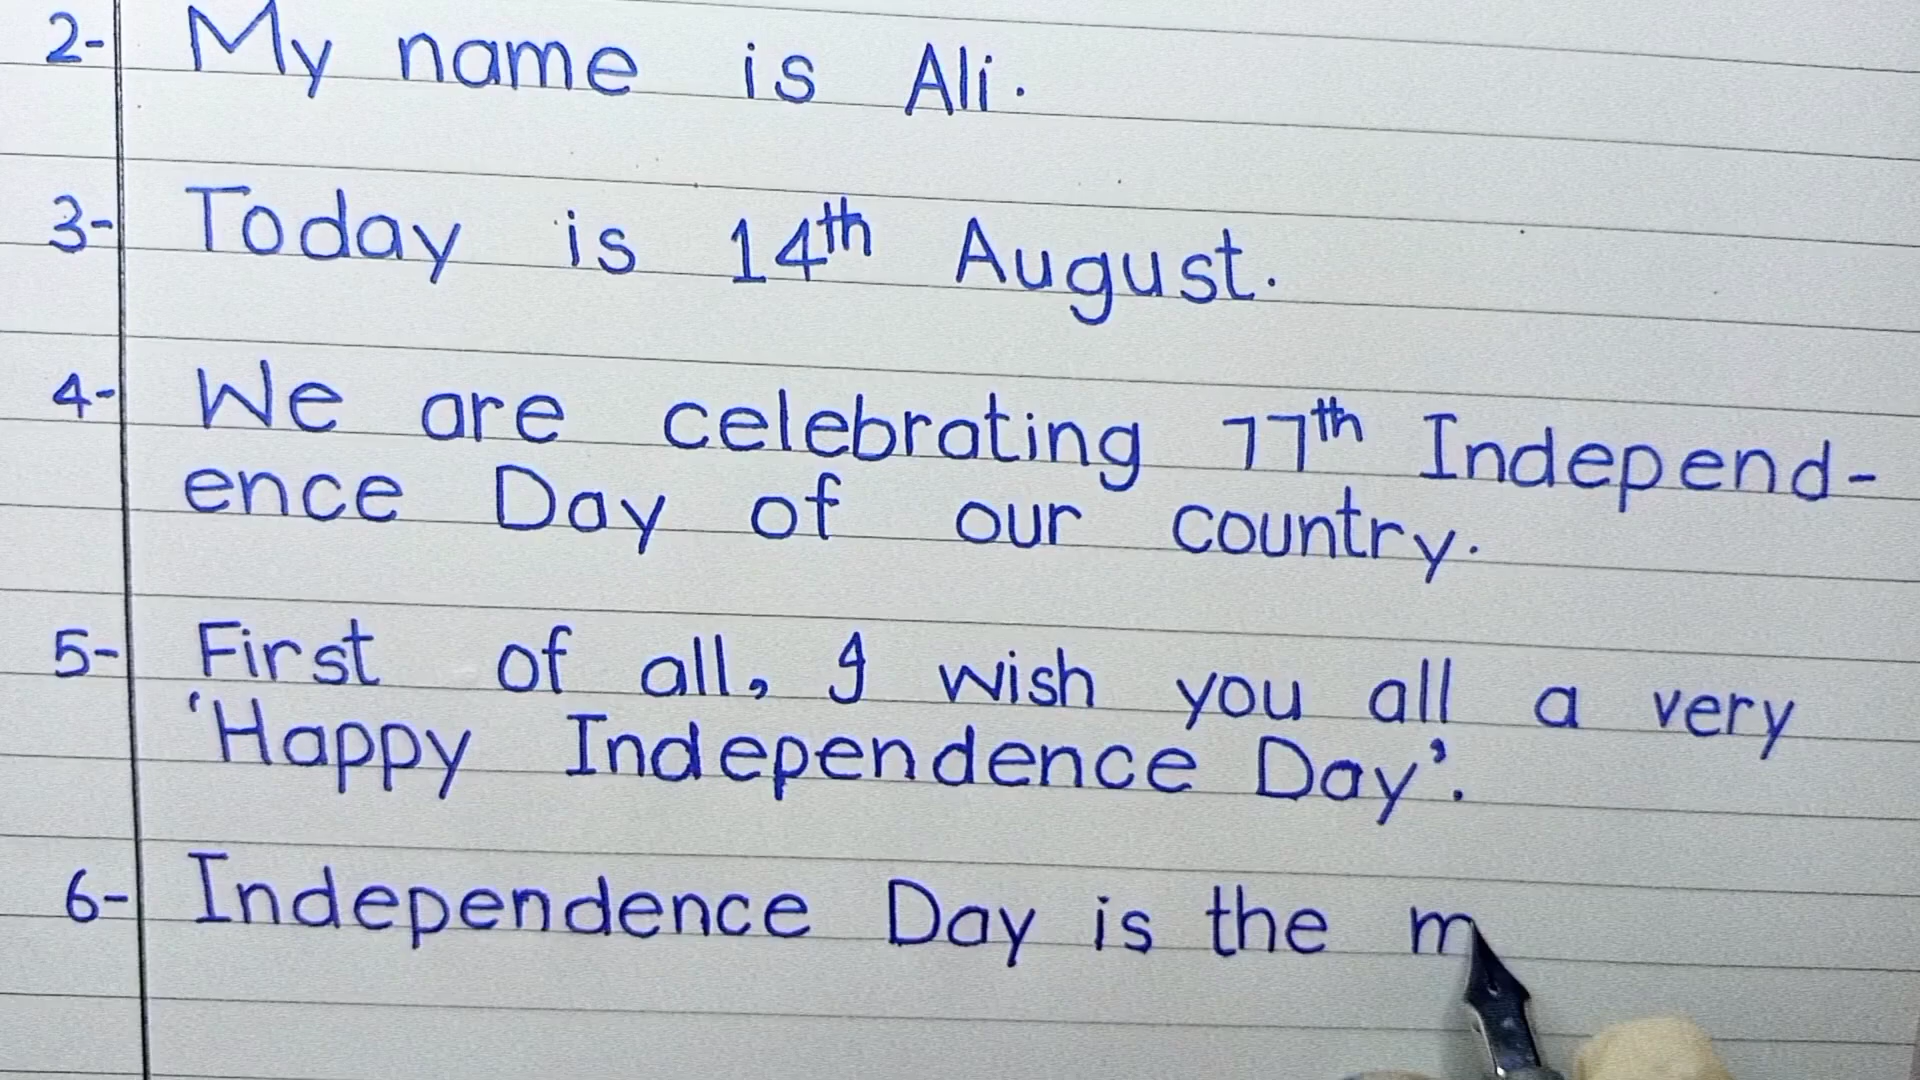 2- My name is Ali.
3- Today is 14th August.
4- We are celebrating 77th Independ-
ence Day of our country.
5- First of all, I wish you all a very
'Happy Independence Day'.
6- Independence Day is the m